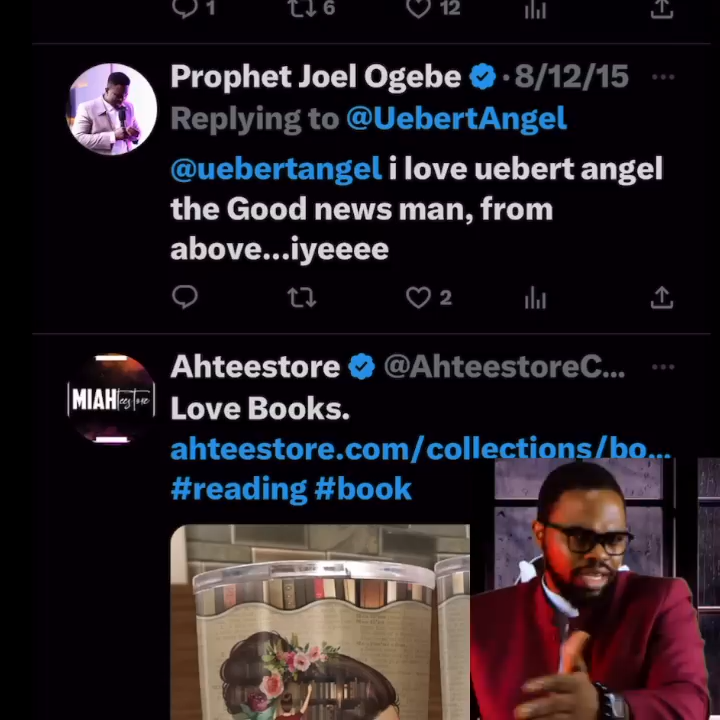 1 6 12
Prophet Joel Ogebe · 8/12/15 ...
Replying to @UebertAngel
@uebertangel i love uebert angel
the Good news man, from
above...iyeeee
2
Ahteestore @AhteestoreC... ...
MIAH
Love Books.
ahteestore.com/collections/bo...
#reading #book